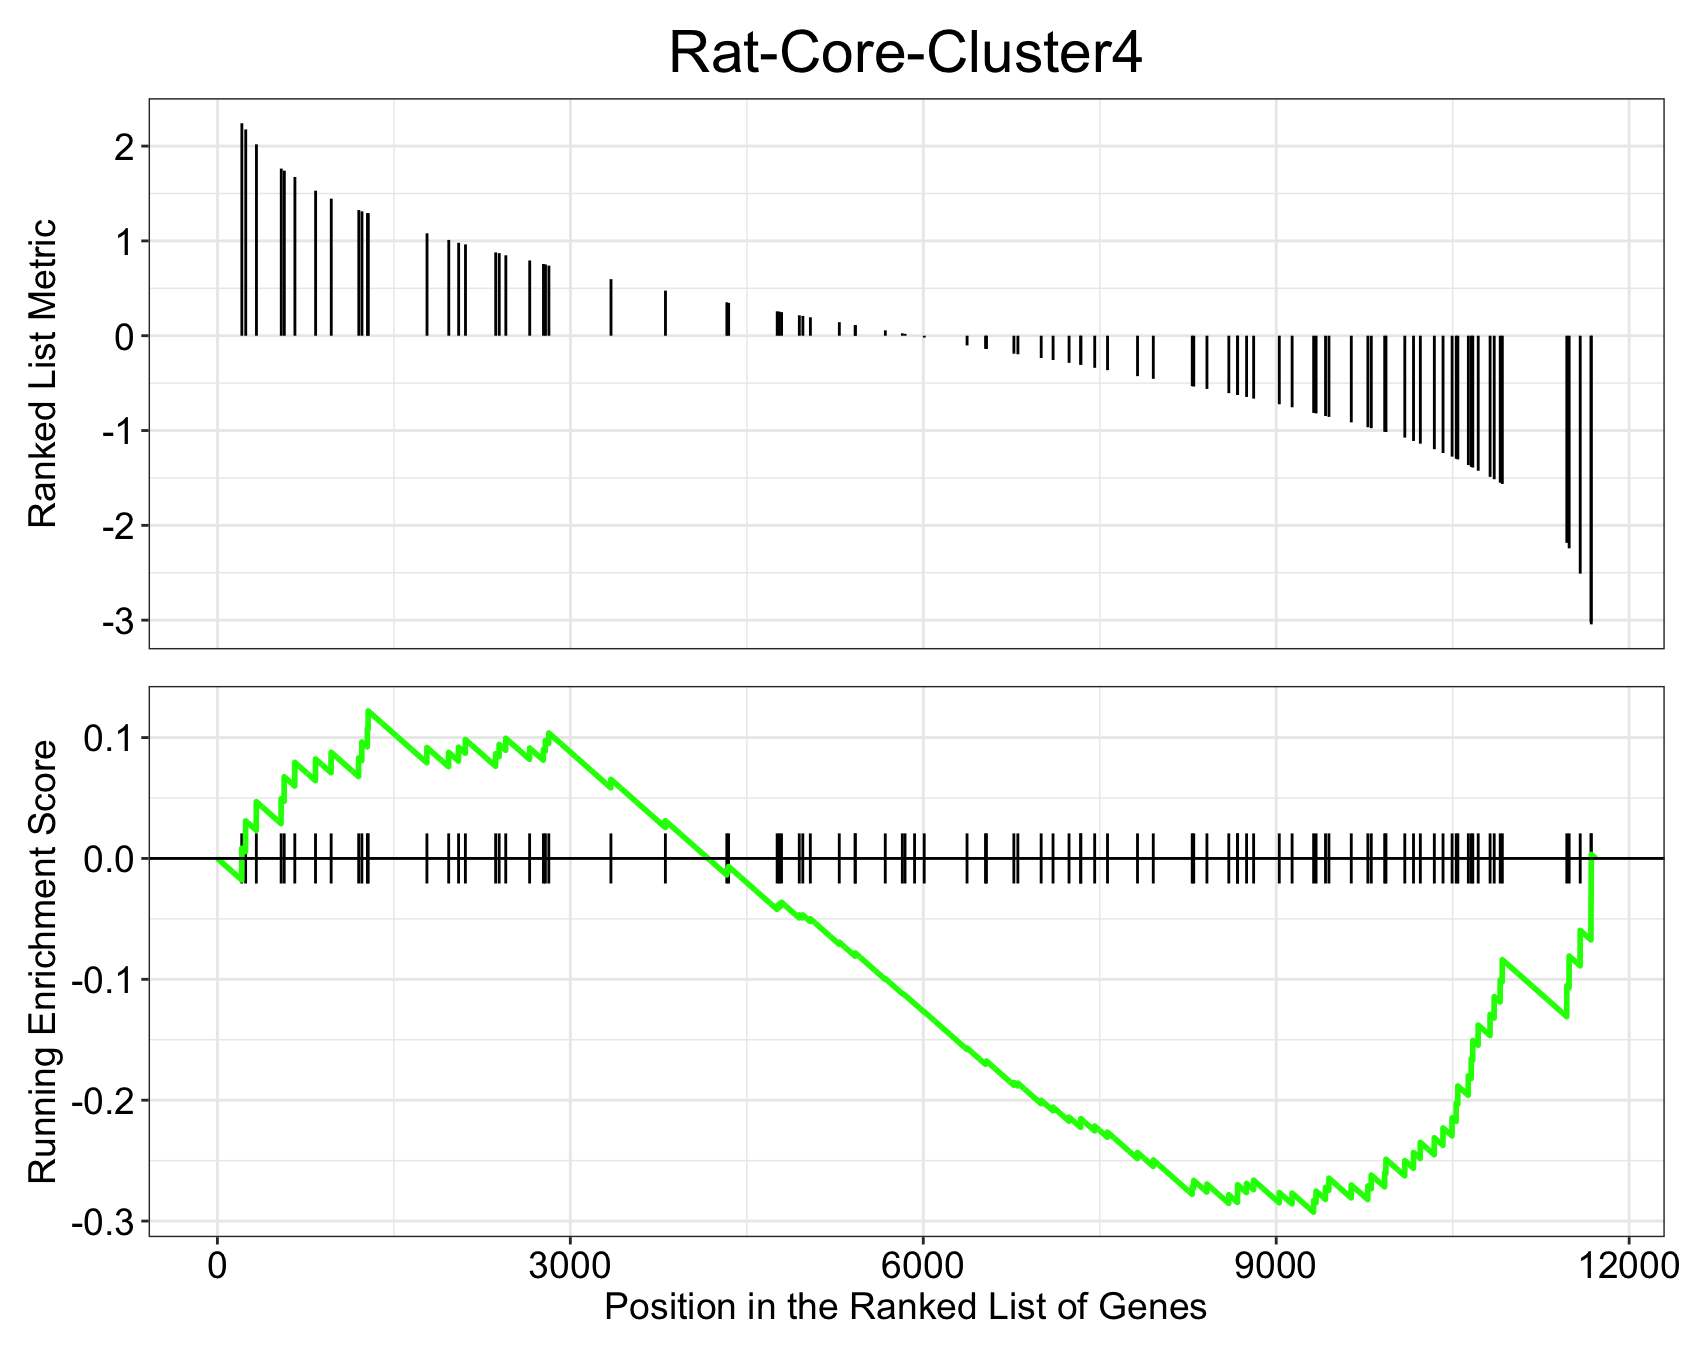 Rat-Core-Cluster4
Ranked List Metric
2
1
0
-1
-2
-3
Running Enrichment Score
0.1
0.0
-0.1
-0.2
-0.3
0 3000 6000 9000 12000
Position in the Ranked List of Genes